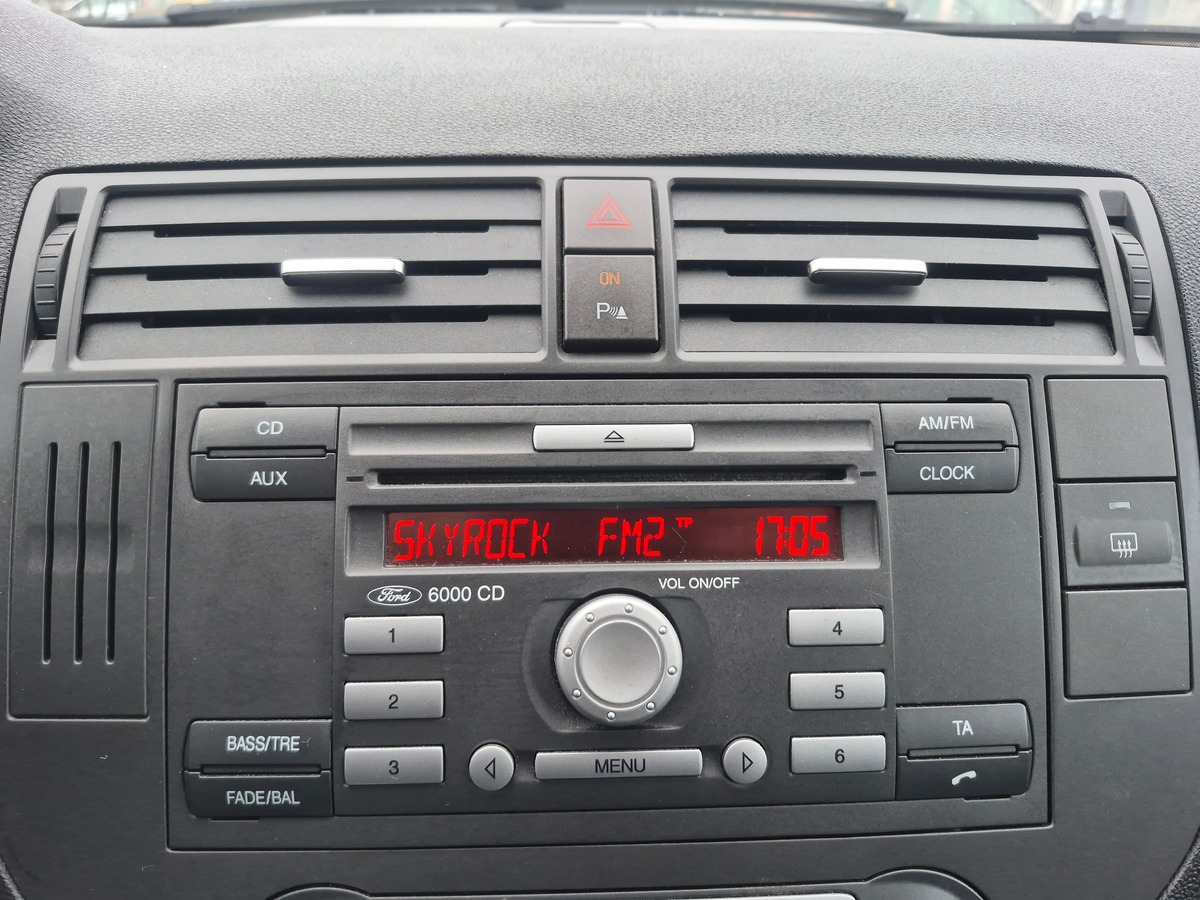 ON
P
CD
AM/FM
AUX
CLOCK
SKYROCK FM2 TP 17:05
Ford 6000 CD
VOL ON/OFF
1
4
2
5
BASS/TRE
TA
3
MENU
6
FADE/BAL